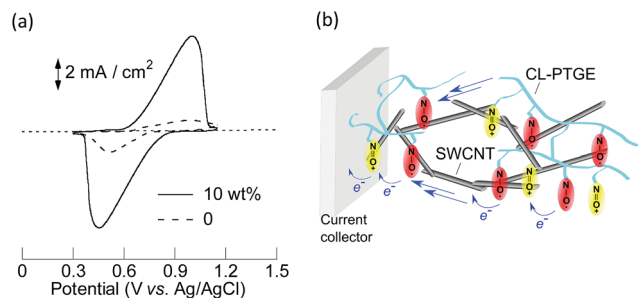 (a)
2 mA / cm²
10 wt%
0
0.3 0.6 0.9 1.2 1.5
Potential (V vs. Ag/AgCl)
(b)
CL-PTGE
SWCNT
N O·
N O·
N O·
N O·
N O·
N=O+
N=O+
N=O+
N=O+
e-
e-
e-
e-
Current
collector